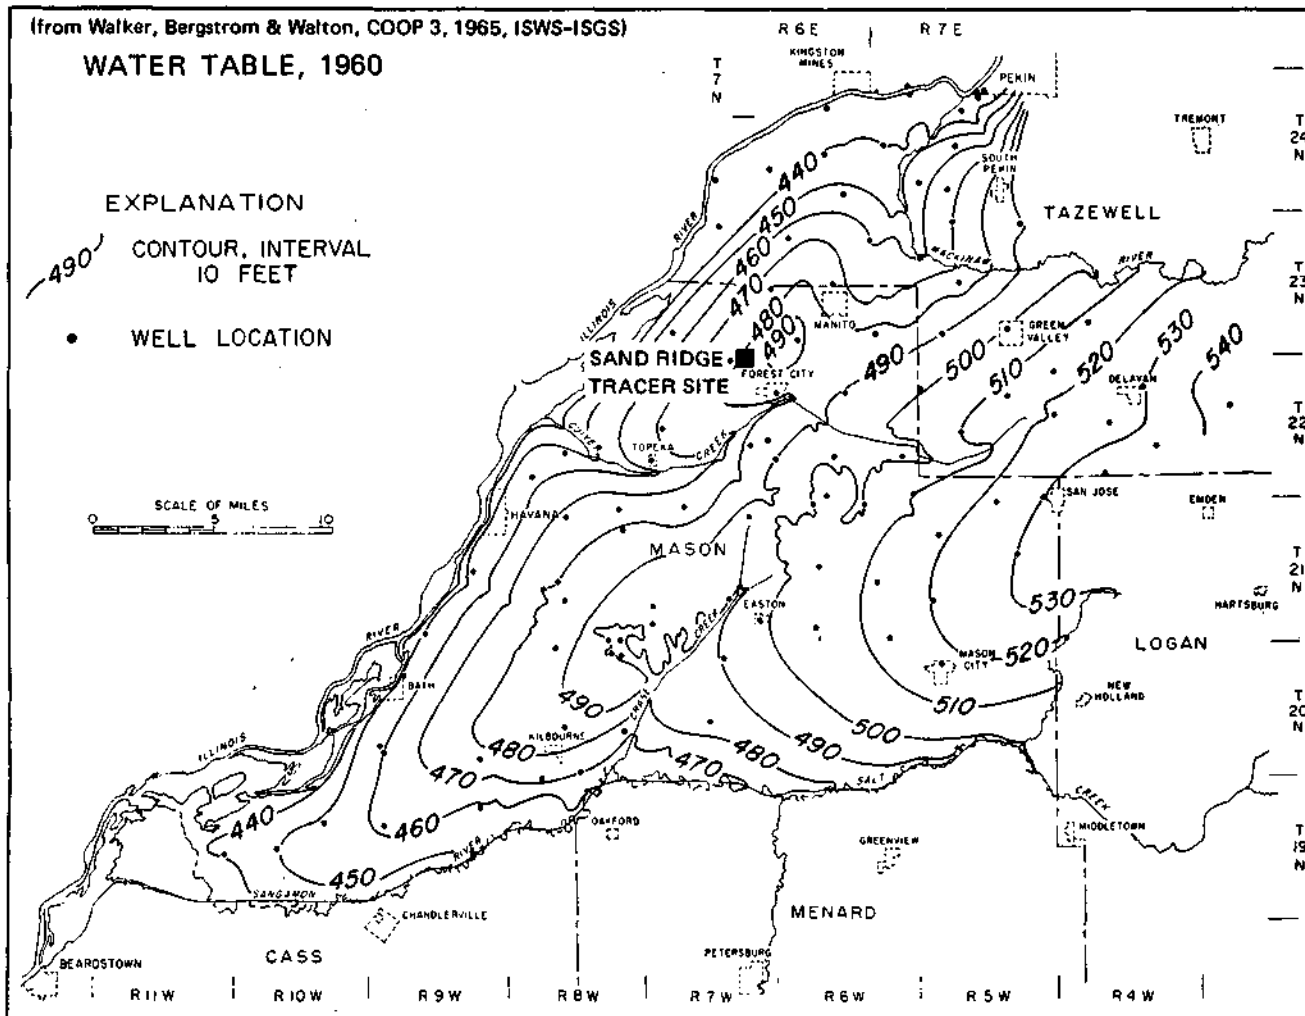 (from Walker, Bergstrom & Walton, COOP 3, 1965, ISWS-ISGS)
WATER TABLE, 1960
R 6 E
R 7 E
KINGSTON
MINES
T
7
N
PEKIN
TREMONT
T
24
N
EXPLANATION
490
CONTOUR, INTERVAL
10 FEET
WELL LOCATION
440
450
460
470
480
490
SOUTH
PEKIN
TAZEWELL
RIVER
ILLINOIS
MACKINAW
RIVER
T
23
N
MANITO
GREEN
VALLEY
490
500
510
520
530
540
SAND RIDGE
TRACER SITE
FOREST CITY
DELAVAN
T
22
N
QUIVER
CREEK
TOPEKA
SCALE OF MILES
0
5
10
HAVANA
MASON
SAN JOSE
EMDEN
T
21
N
HARTSBURG
EASTON
CREEK
CRANE
530
520
510
500
490
480
470
LOGAN
MASON
CITY
NEW
HOLLAND
T
20
N
RIVER
ILLINOIS
BATH
490
480
470
460
450
440
KILBOURNE
SALT
CREEK
OAKFORD
GREENVIEW
MIDDLETOWN
T
19
N
RIVER
SANGAMON
CHANDLERVILLE
MENARD
CASS
BEARDSTOWN
PETERSBURG
R 11 W
R 10 W
R 9 W
R 8 W
R 7 W
R 6 W
R 5 W
R 4 W